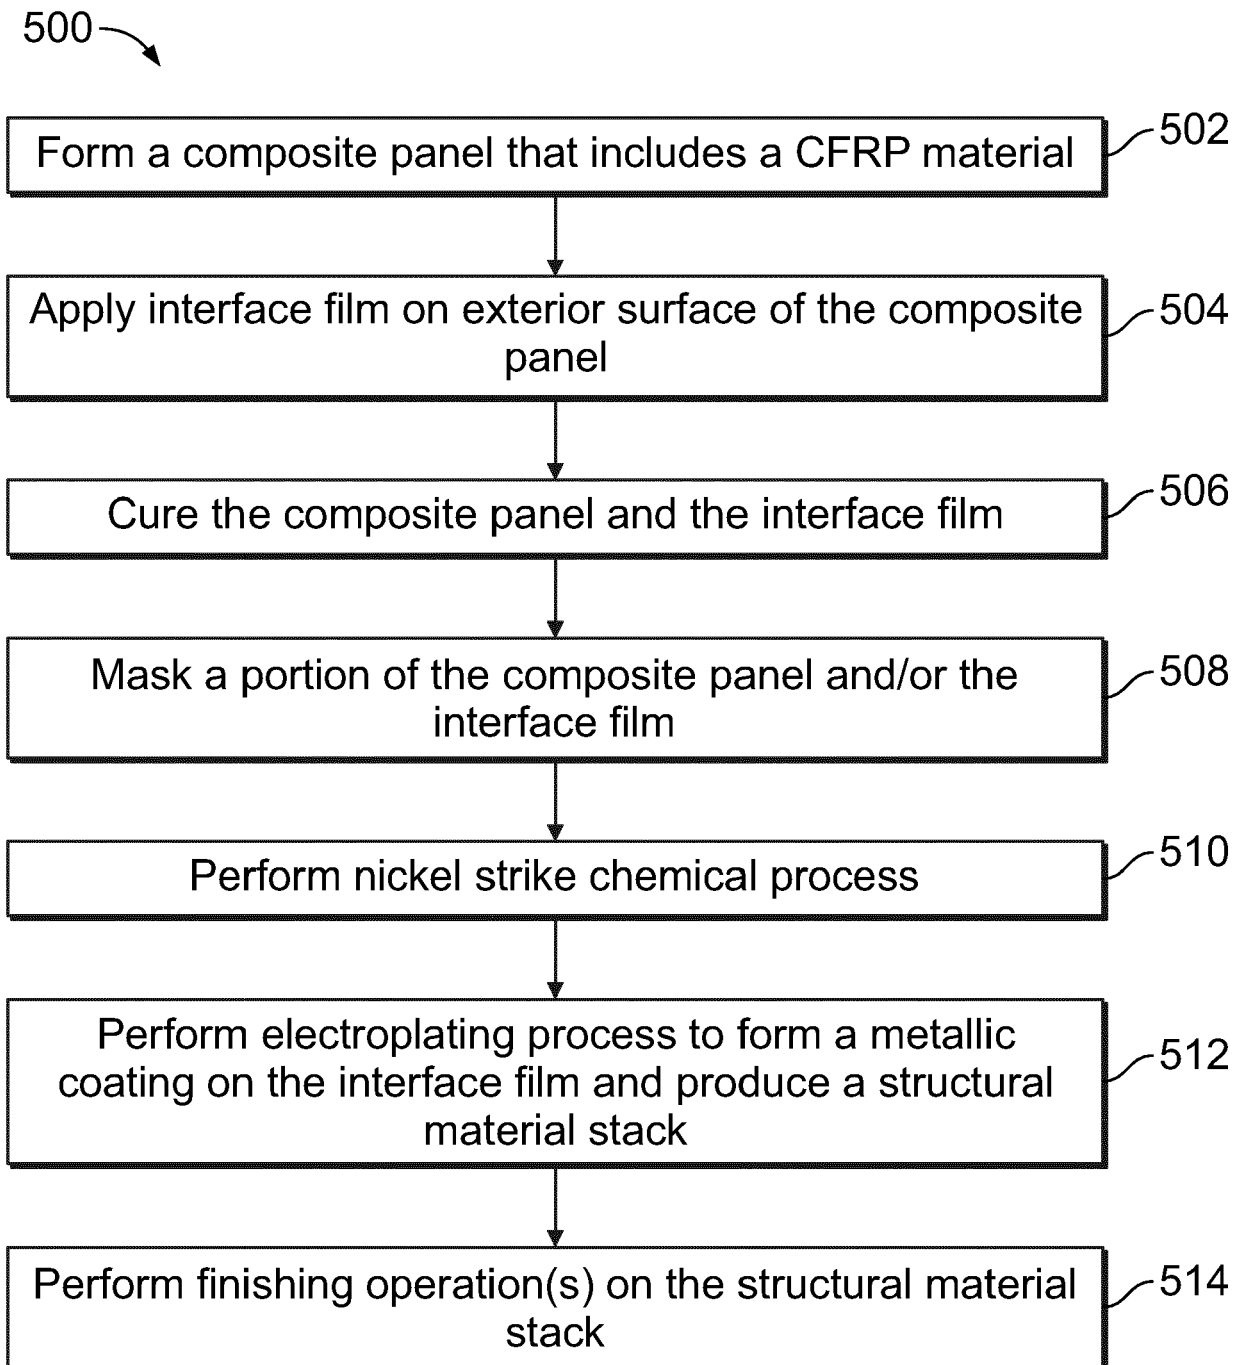 500
502
Form a composite panel that includes a CFRP material
504
Apply interface film on exterior surface of the composite
panel
506
Cure the composite panel and the interface film
508
Mask a portion of the composite panel and/or the
interface film
510
Perform nickel strike chemical process
512
Perform electroplating process to form a metallic
coating on the interface film and produce a structural
material stack
514
Perform finishing operation(s) on the structural material
stack